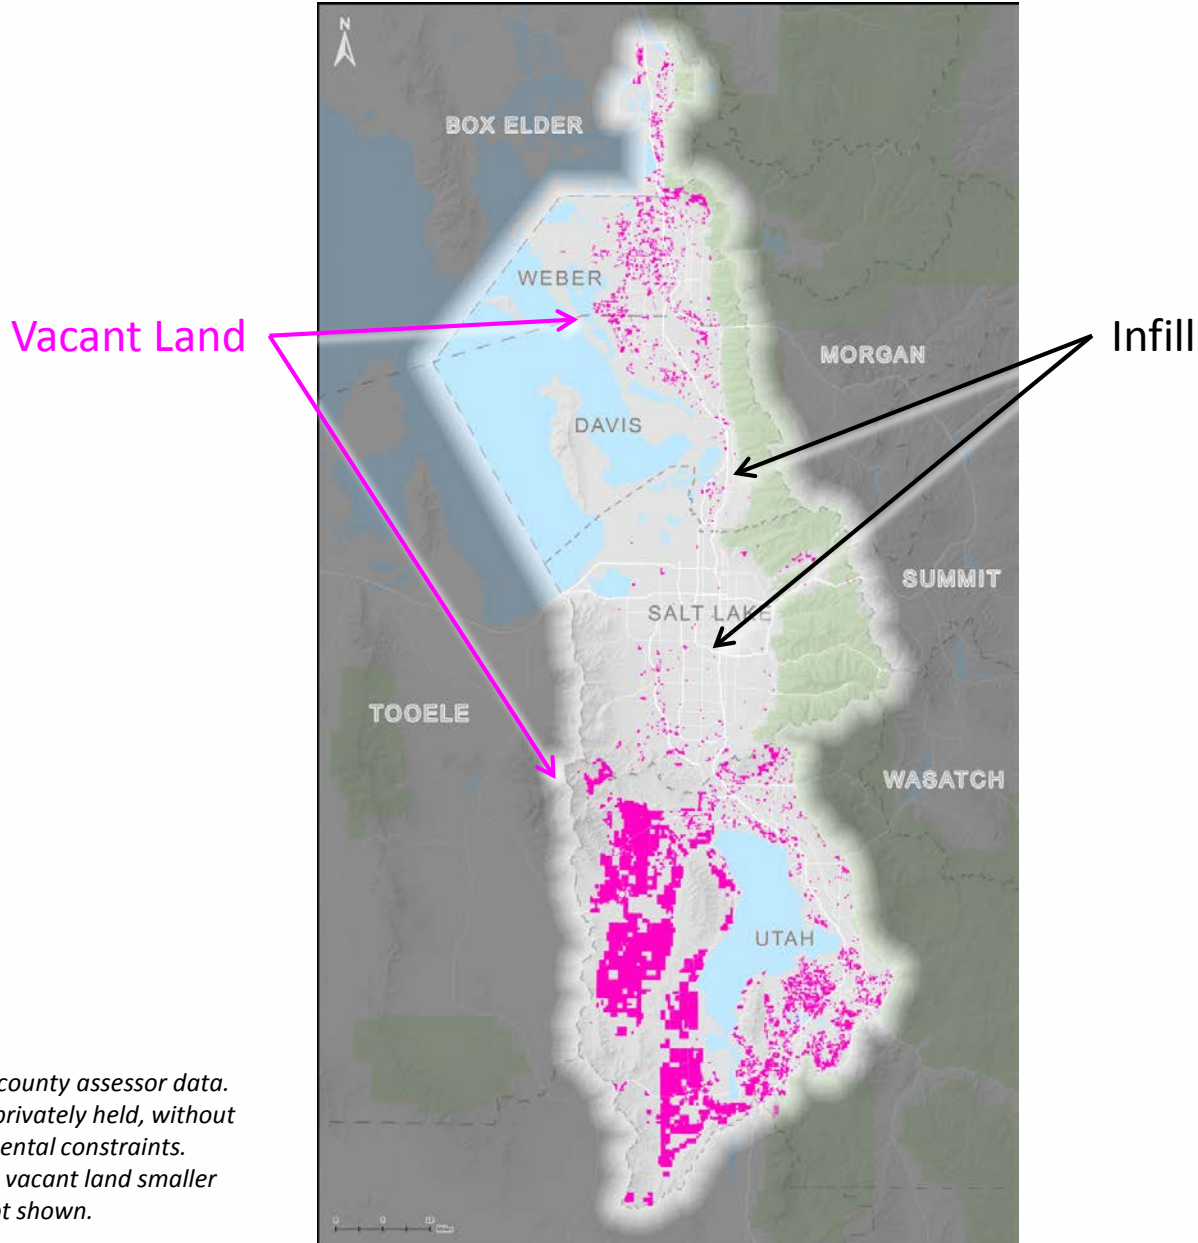 N
BOX ELDER
WEBER
Vacant Land
Infill
MORGAN
DAVIS
SUMMIT
SALT LAKE
TOOELE
WASATCH
UTAH
county assessor data.
privately held, without
ental constraints.
vacant land smaller
t shown.
0